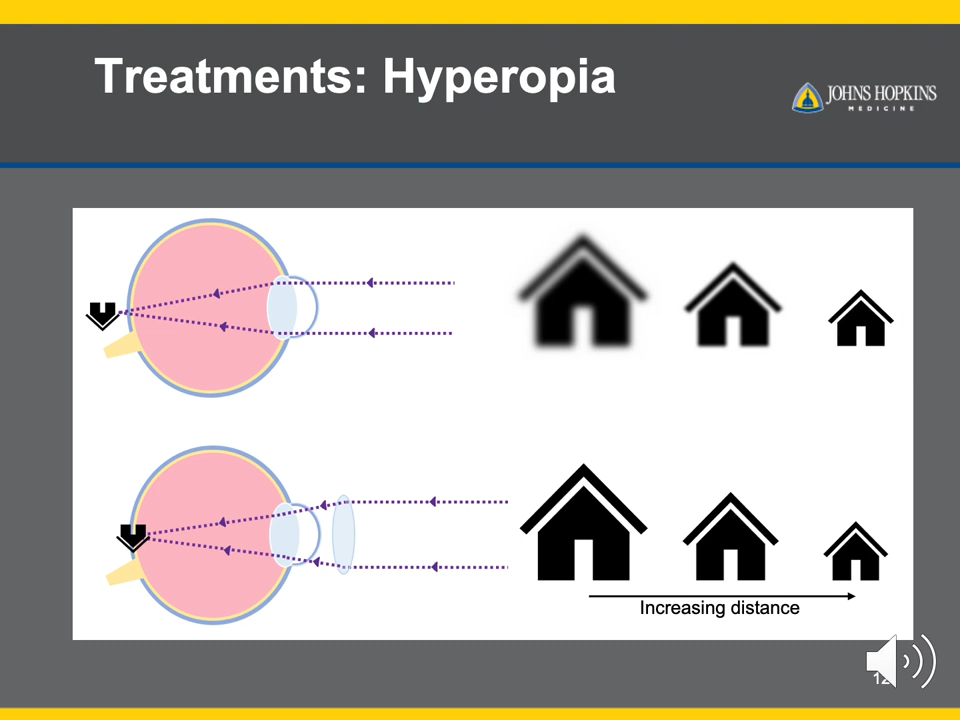 Treatments: Hyperopia
JOHNS HOPKINS
MEDICINE
Increasing distance